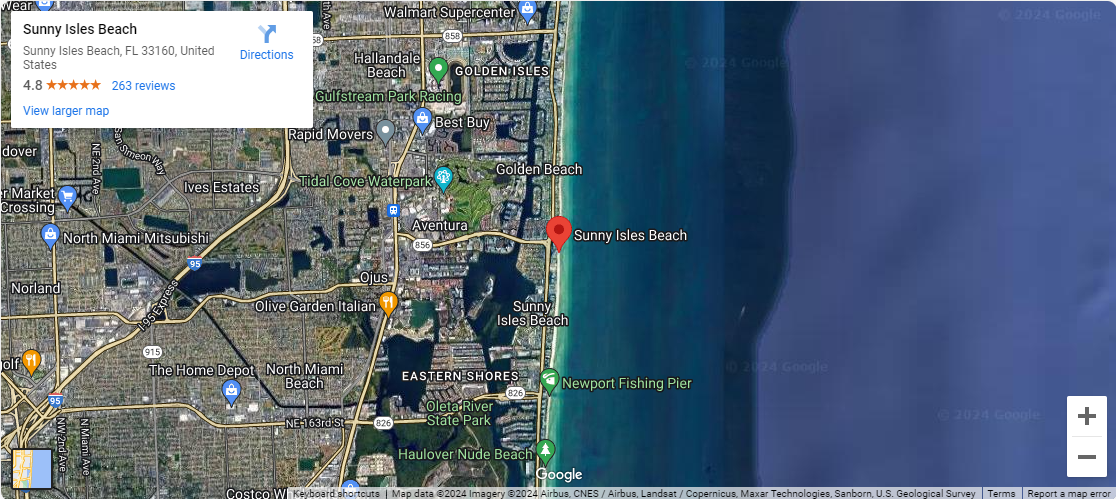 Wear
Walmart Supercenter
Sunny Isles Beach
Sunny Isles Beach, FL 33160, United
States
Directions
4.8
263 reviews
View larger map
858
858
Hallandale
Beach
GOLDEN ISLES
Gulfstream Park Racing
Best Buy
Rapid Movers
San Simeon Way
NE 2nd Ave
dover
Golden Beach
Tidal Cove Waterpark
Ives Estates
er Market
Crossing
Aventura
North Miami Mitsubishi
856
Sunny Isles Beach
95
Ojus
Norland
I-95 Express
Olive Garden Italian
Sunny
Isles Beach
915
golf
The Home Depot
North Miami
Beach
EASTERN SHORES
Newport Fishing Pier
826
95
Oleta River
State Park
NE 163rd St
826
NW 2nd Ave
N Miami Ave
Haulover Nude Beach
Google
Costco W
© 2024 Google
© 2024 Google
© 2024 Google
© 2024 Google
Keyboard shortcuts
Map data ©2024 Imagery ©2024 Airbus, CNES / Airbus, Landsat / Copernicus, Maxar Technologies, Sanborn, U.S. Geological Survey
Terms
Report a map error